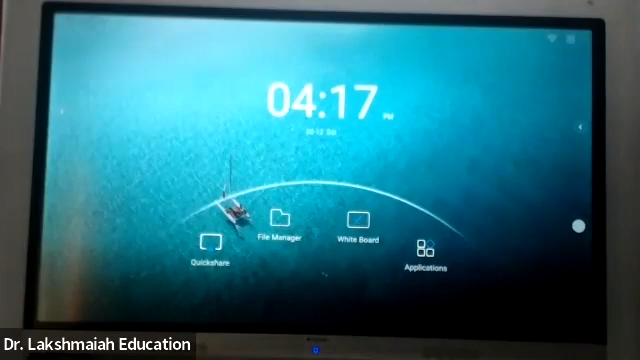 04:17 PM
File Manager
White Board
Quickshare
Applications
Dr. Lakshmaiah Education